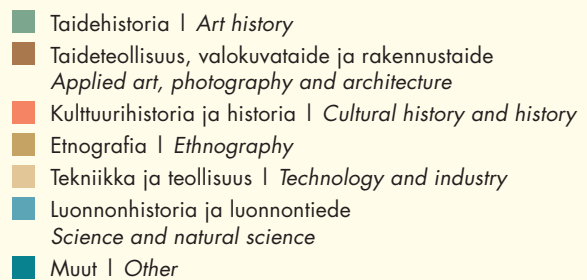 Taidehistoria | Art history
Taideteollisuus, valokuvataide ja rakennustaide
Applied art, photography and architecture
Kulttuurihistoria ja historia | Cultural history and history
Etnografia | Ethnography
Tekniikka ja teollisuus | Technology and industry
Luonnonhistoria ja luonnontiede
Science and natural science
Muut | Other